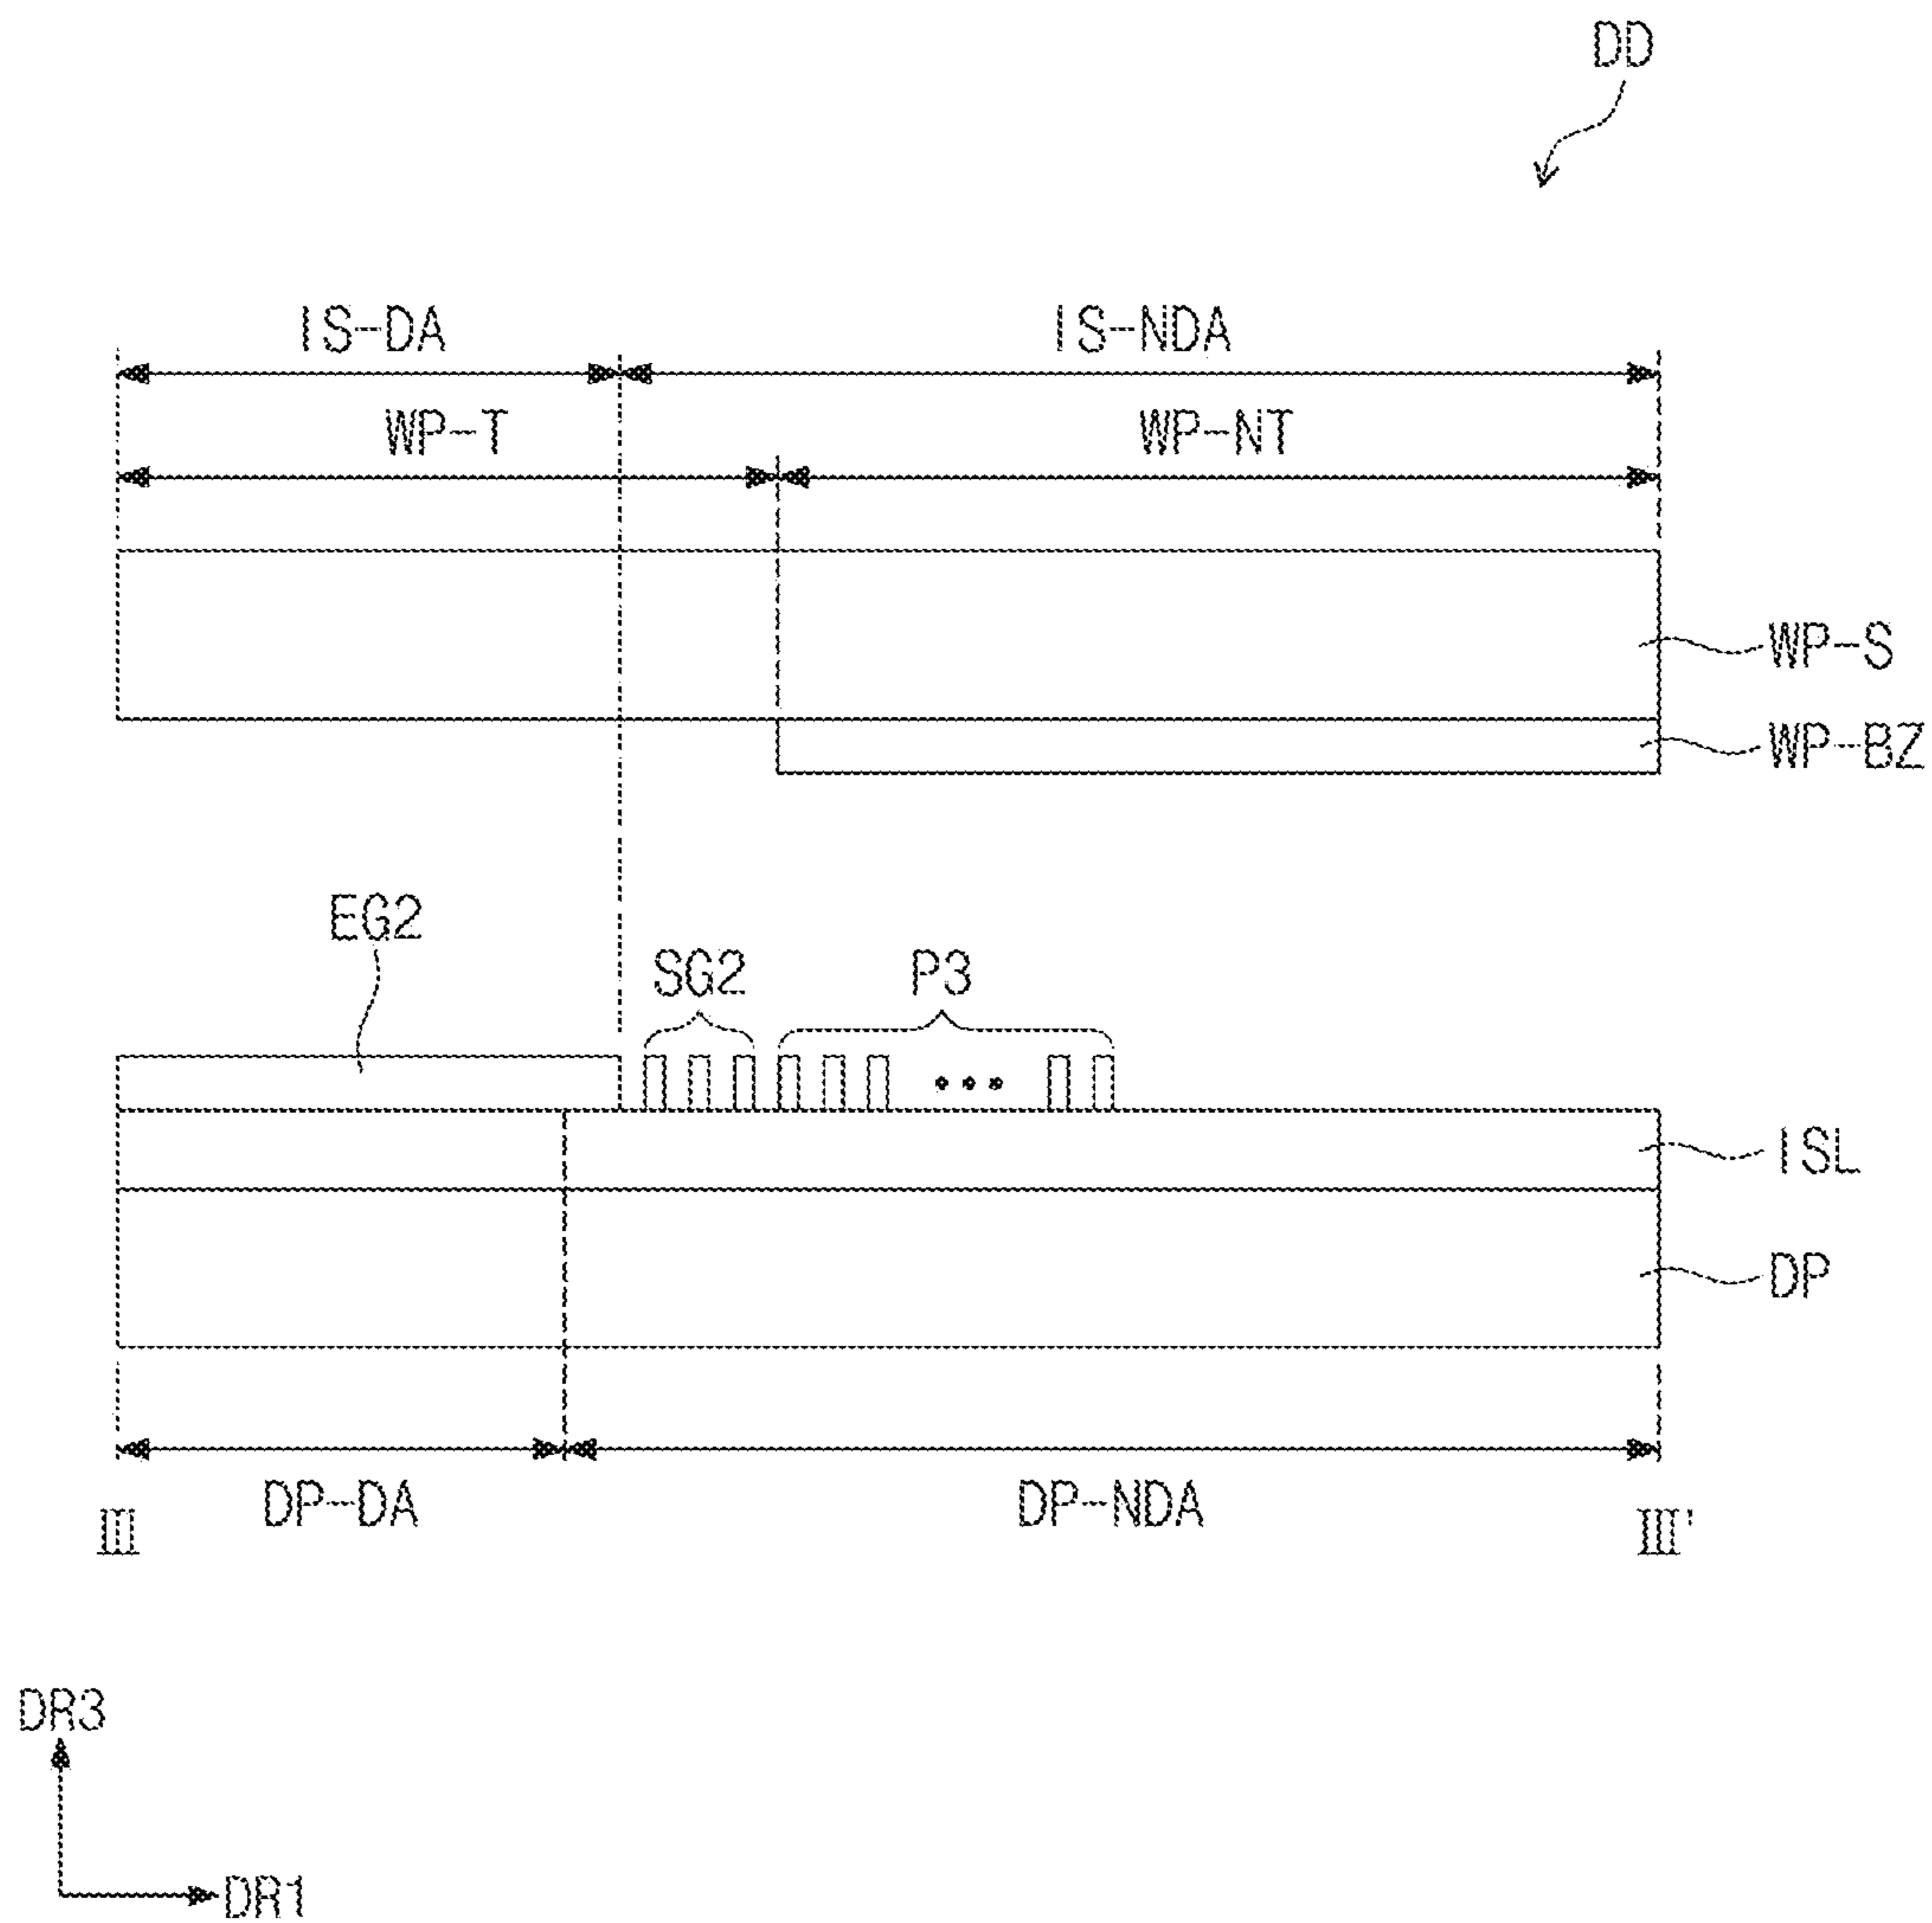 DD
IS-DA IS-NDA
WP-T WP-NT
WP-S
WP-BZ
EG2
SG2 P3
ISL
DP
DP-DA DP-NDA
III III'
DR3
DR1